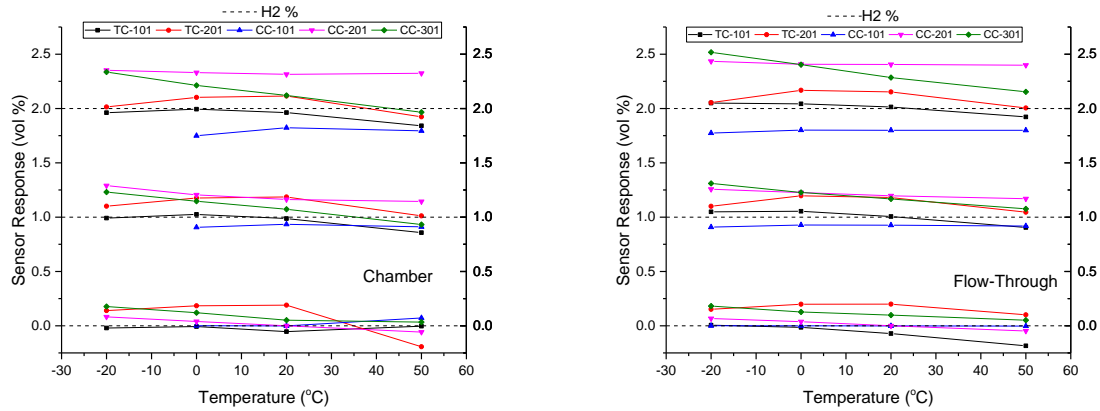 H2 %
TC-101 TC-201 CC-101 CC-201 CC-301
2.5 2.5
2.0 2.0
1.5 1.5
1.0 1.0
0.5 0.5
0.0 0.0
Sensor Response (vol %)
Chamber
-30 -20 -10 0 10 20 30 40 50 60
Temperature (°C)
H2 %
TC-101 TC-201 CC-101 CC-201 CC-301
2.5 2.5
2.0 2.0
1.5 1.5
1.0 1.0
0.5 0.5
0.0 0.0
Sensor Response (vol %)
Flow-Through
-30 -20 -10 0 10 20 30 40 50 60
Temperature (°C)